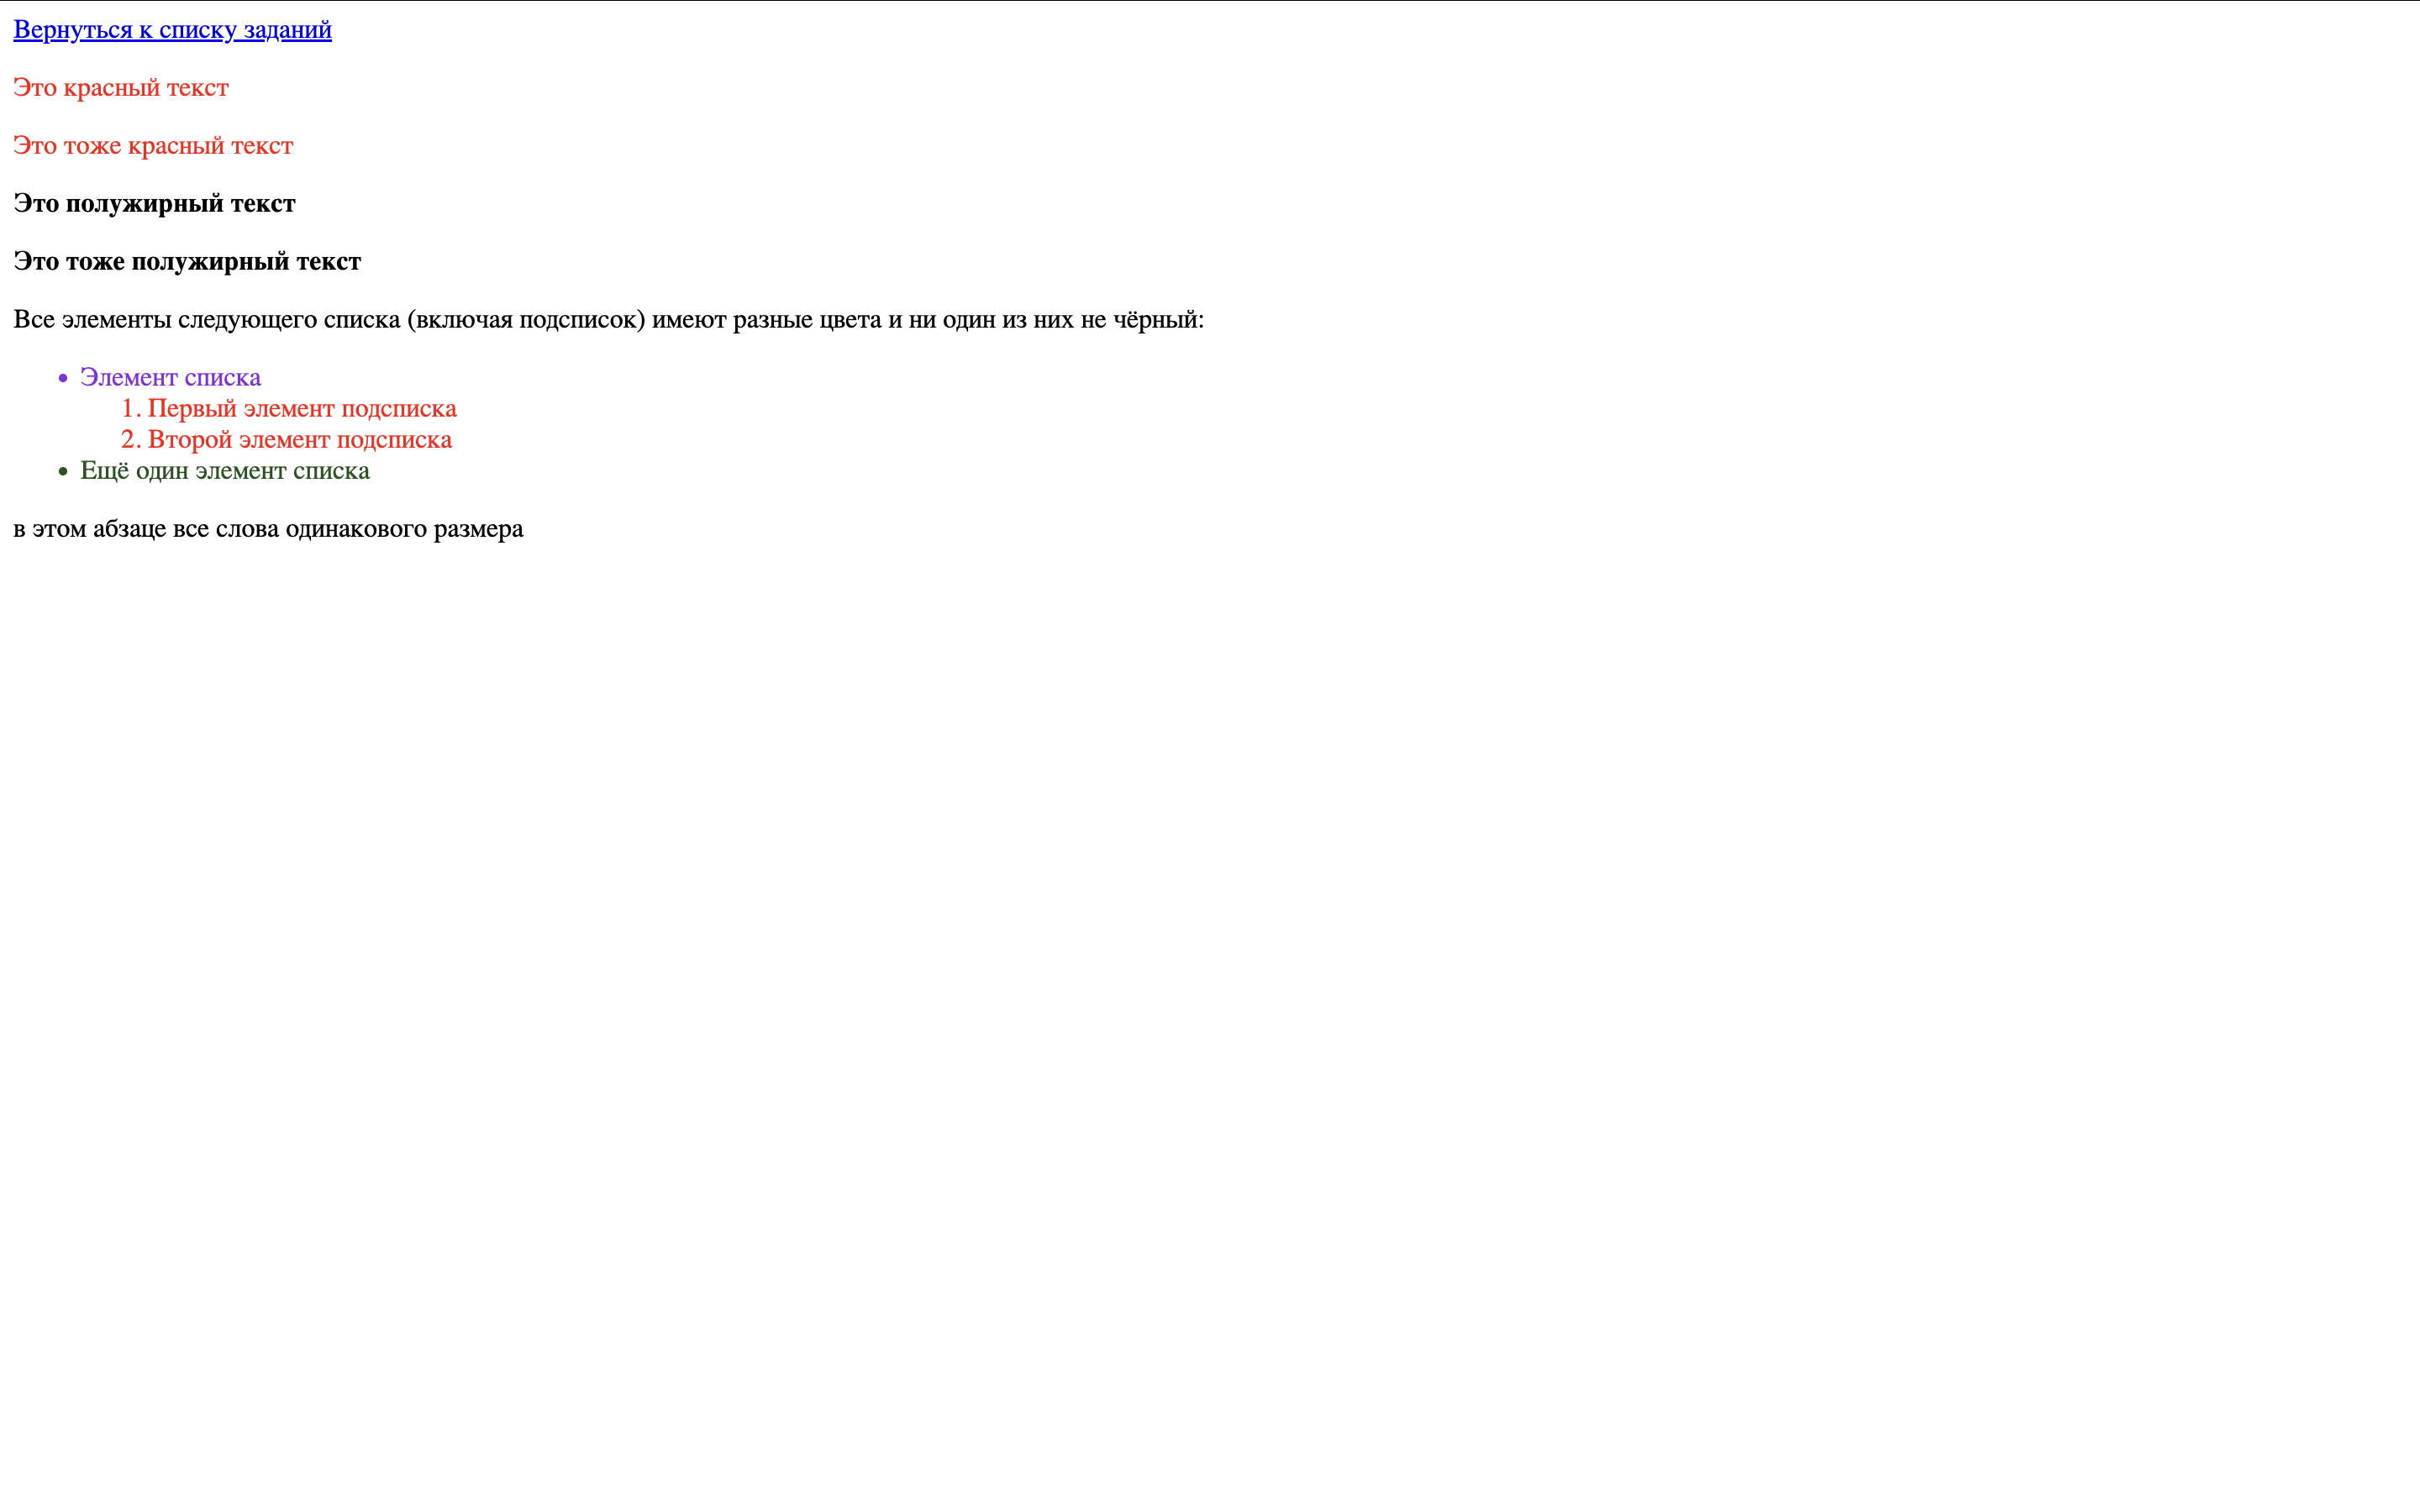 Вернуться к списку заданий
Это красный текст
Это тоже красный текст
Это полужирный текст
Это тоже полужирный текст
Все элементы следующего списка (включая подсписок) имеют разные цвета и ни один из них не чёрный:
• Элемент списка
1. Первый элемент подсписка
2. Второй элемент подсписка
• Ещё один элемент списка
в этом абзаце все слова одинакового размера